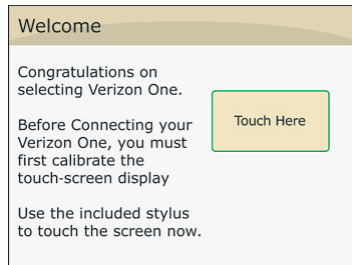 Welcome
Congratulations on
selecting Verizon One.
Before Connecting your
Verizon One, you must
first calibrate the
touch-screen display
Use the included stylus
to touch the screen now.
Touch Here